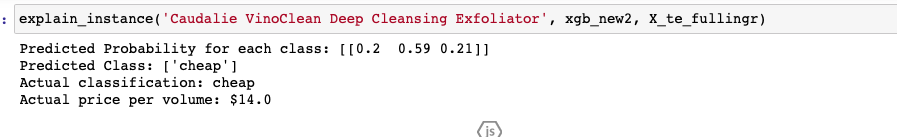 : explain_instance('Caudalie VinoClean Deep Cleansing Exfoliator', xgb_new2, X_te_fullingr)
Predicted Probability for each class: [[0.2  0.59 0.21]]
Predicted Class: ['cheap']
Actual classification: cheap
Actual price per volume: $14.0
js